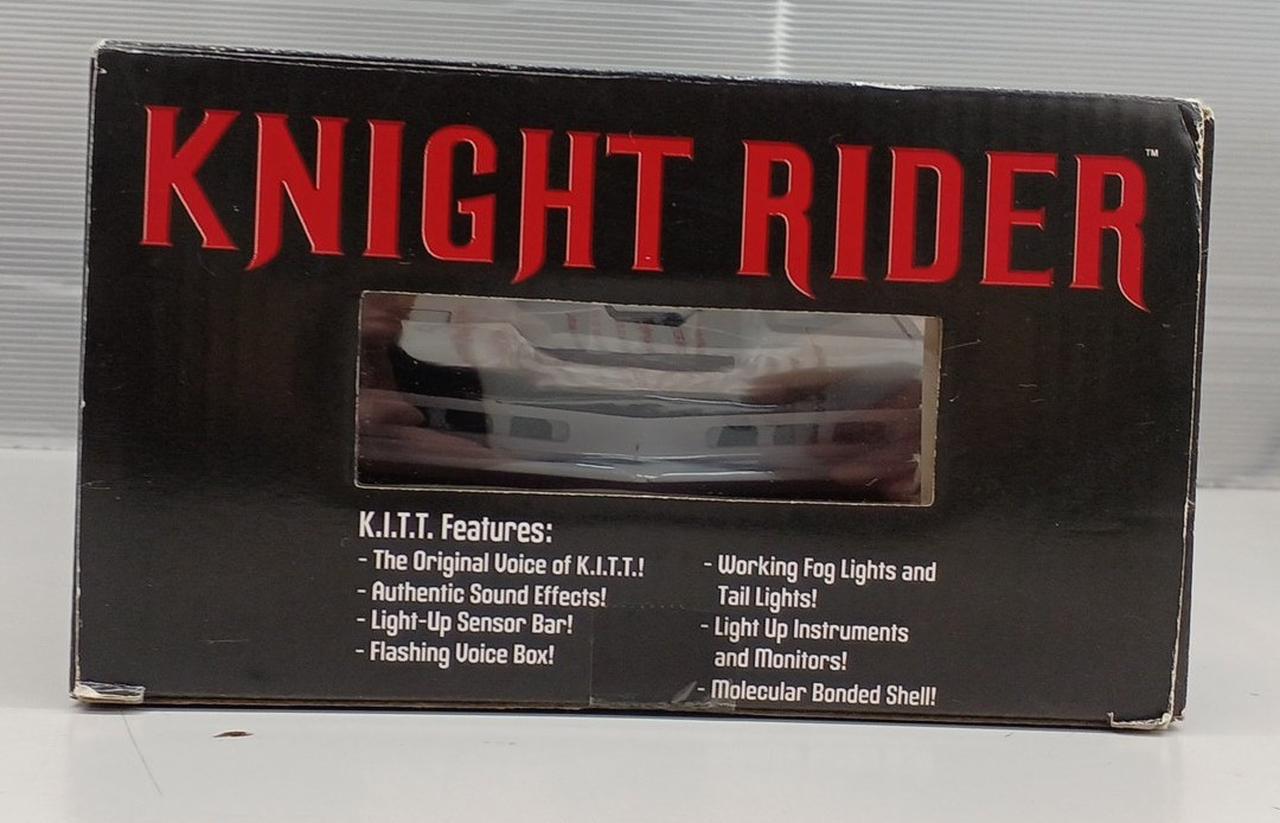 KNIGHT RIDER™
K.I.T.T. Features:
- The Original Voice of K.I.T.T.!
- Authentic Sound Effects!
- Light-Up Sensor Bar!
- Flashing Voice Box!
- Working Fog Lights and
Tail Lights!
- Light Up Instruments
and Monitors!
- Molecular Bonded Shell!